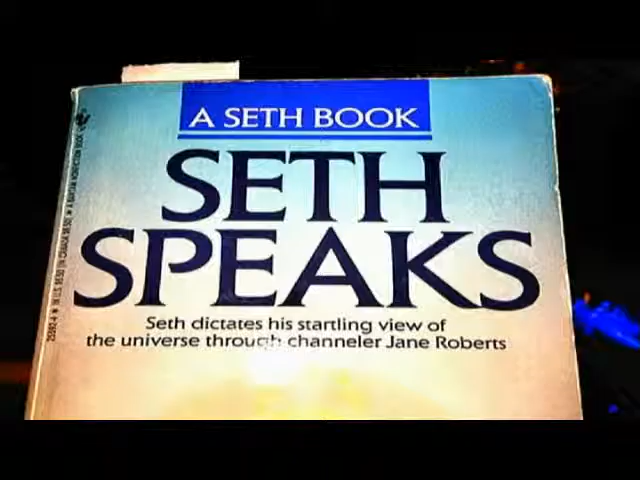 A SETH BOOK
SETH
SPEAKS
Seth dictates his startling view of
the universe through channeler Jane Roberts